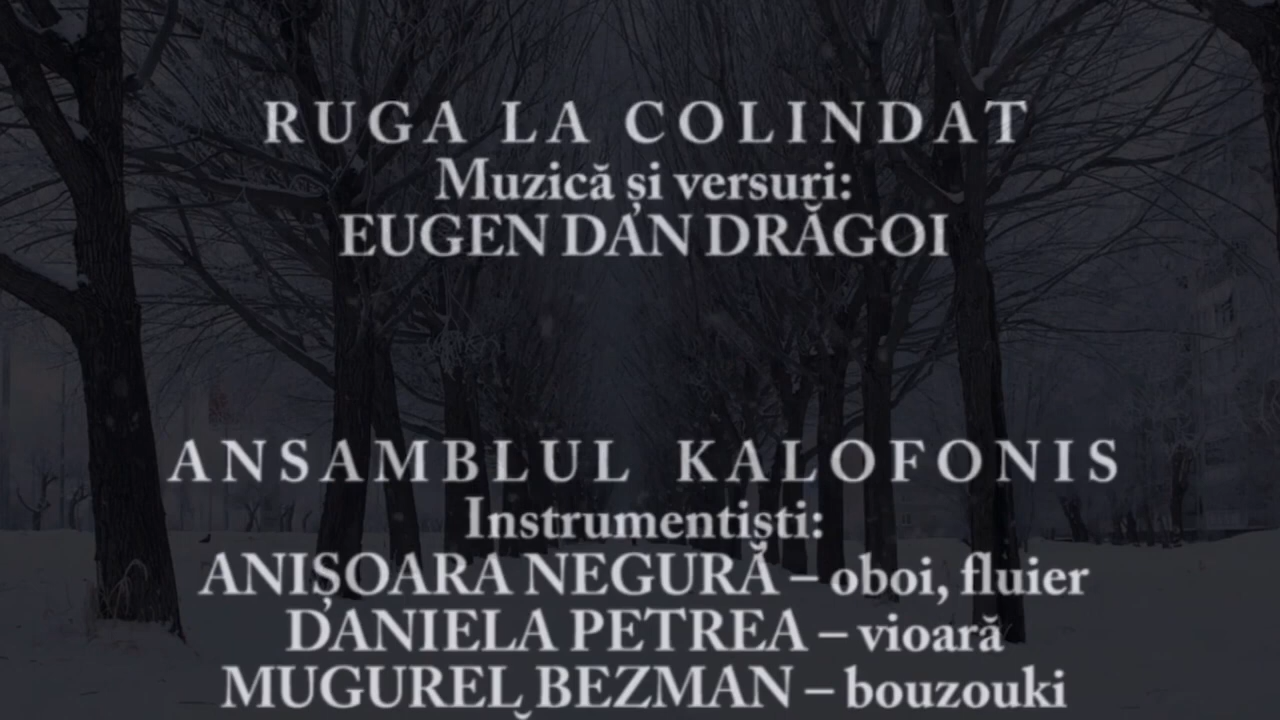 RUGA LA COLINDAT
Muzică și versuri:
EUGEN DAN DRĂGOI
ANSAMBLUL KALOFONIS
Instrumentiști:
ANIȘOARA NEGURĂ – oboi, fluier
DANIELA PETREA – vioară
MUGUREL BEZMAN – bouzouki